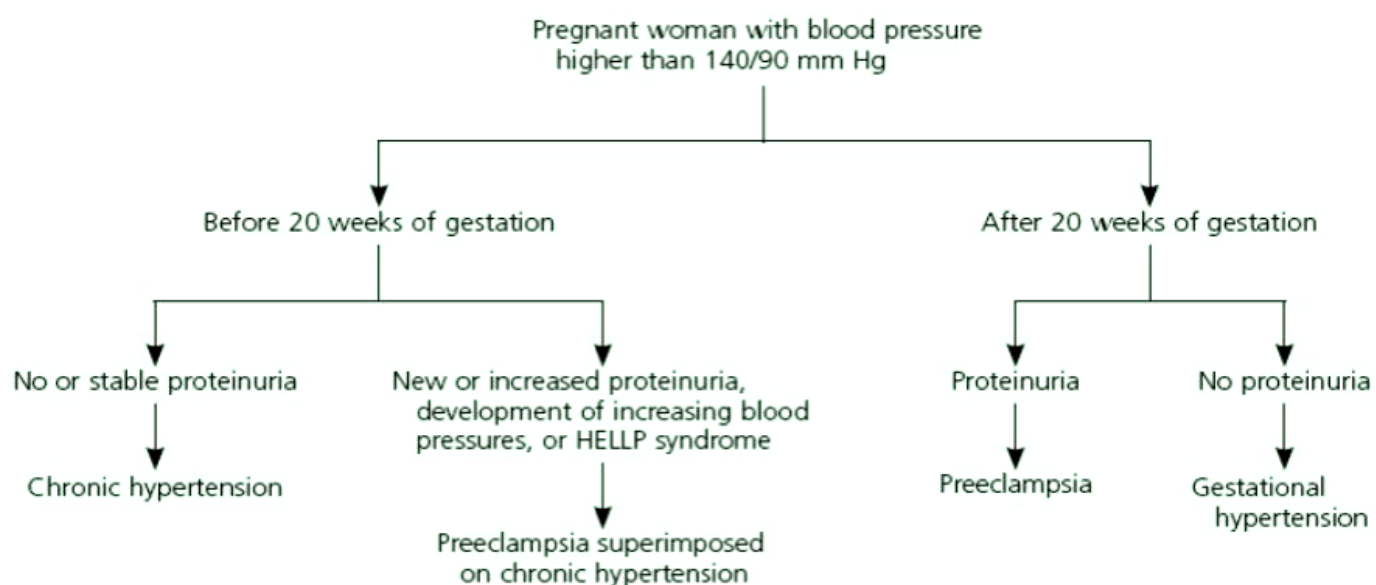 Pregnant woman with blood pressure
higher than 140/90 mm Hg
Before 20 weeks of gestation
After 20 weeks of gestation
No or stable proteinuria
New or increased proteinuria,
development of increasing blood
pressures, or HELLP syndrome
Proteinuria
No proteinuria
Chronic hypertension
Preeclampsia superimposed
on chronic hypertension
Preeclampsia
Gestational
hypertension